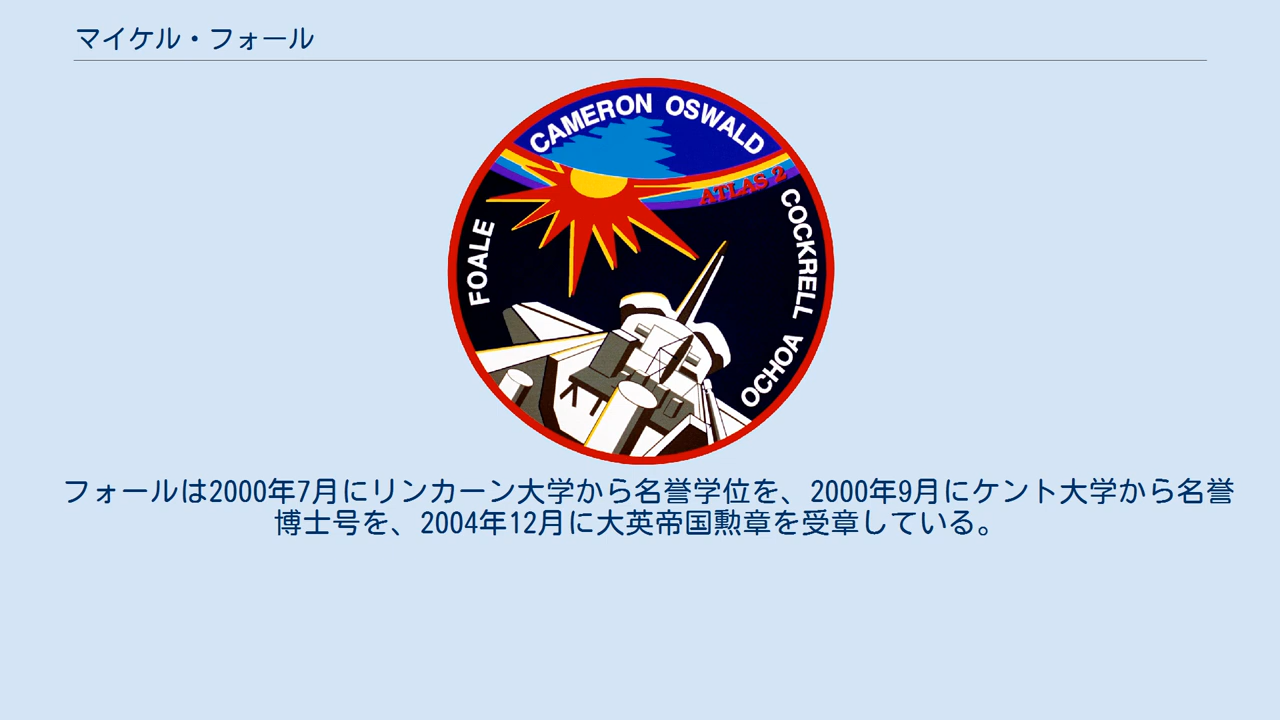 マイケル・フォール
CAMERON OSWALD
ATLAS 2
FOALE
COCKRELL
OCHOA
フォールは2000年7月にリンカーン大学から名誉学位を、2000年9月にケント大学から名誉
博士号を、2004年12月に大英帝国勲章を受章している。